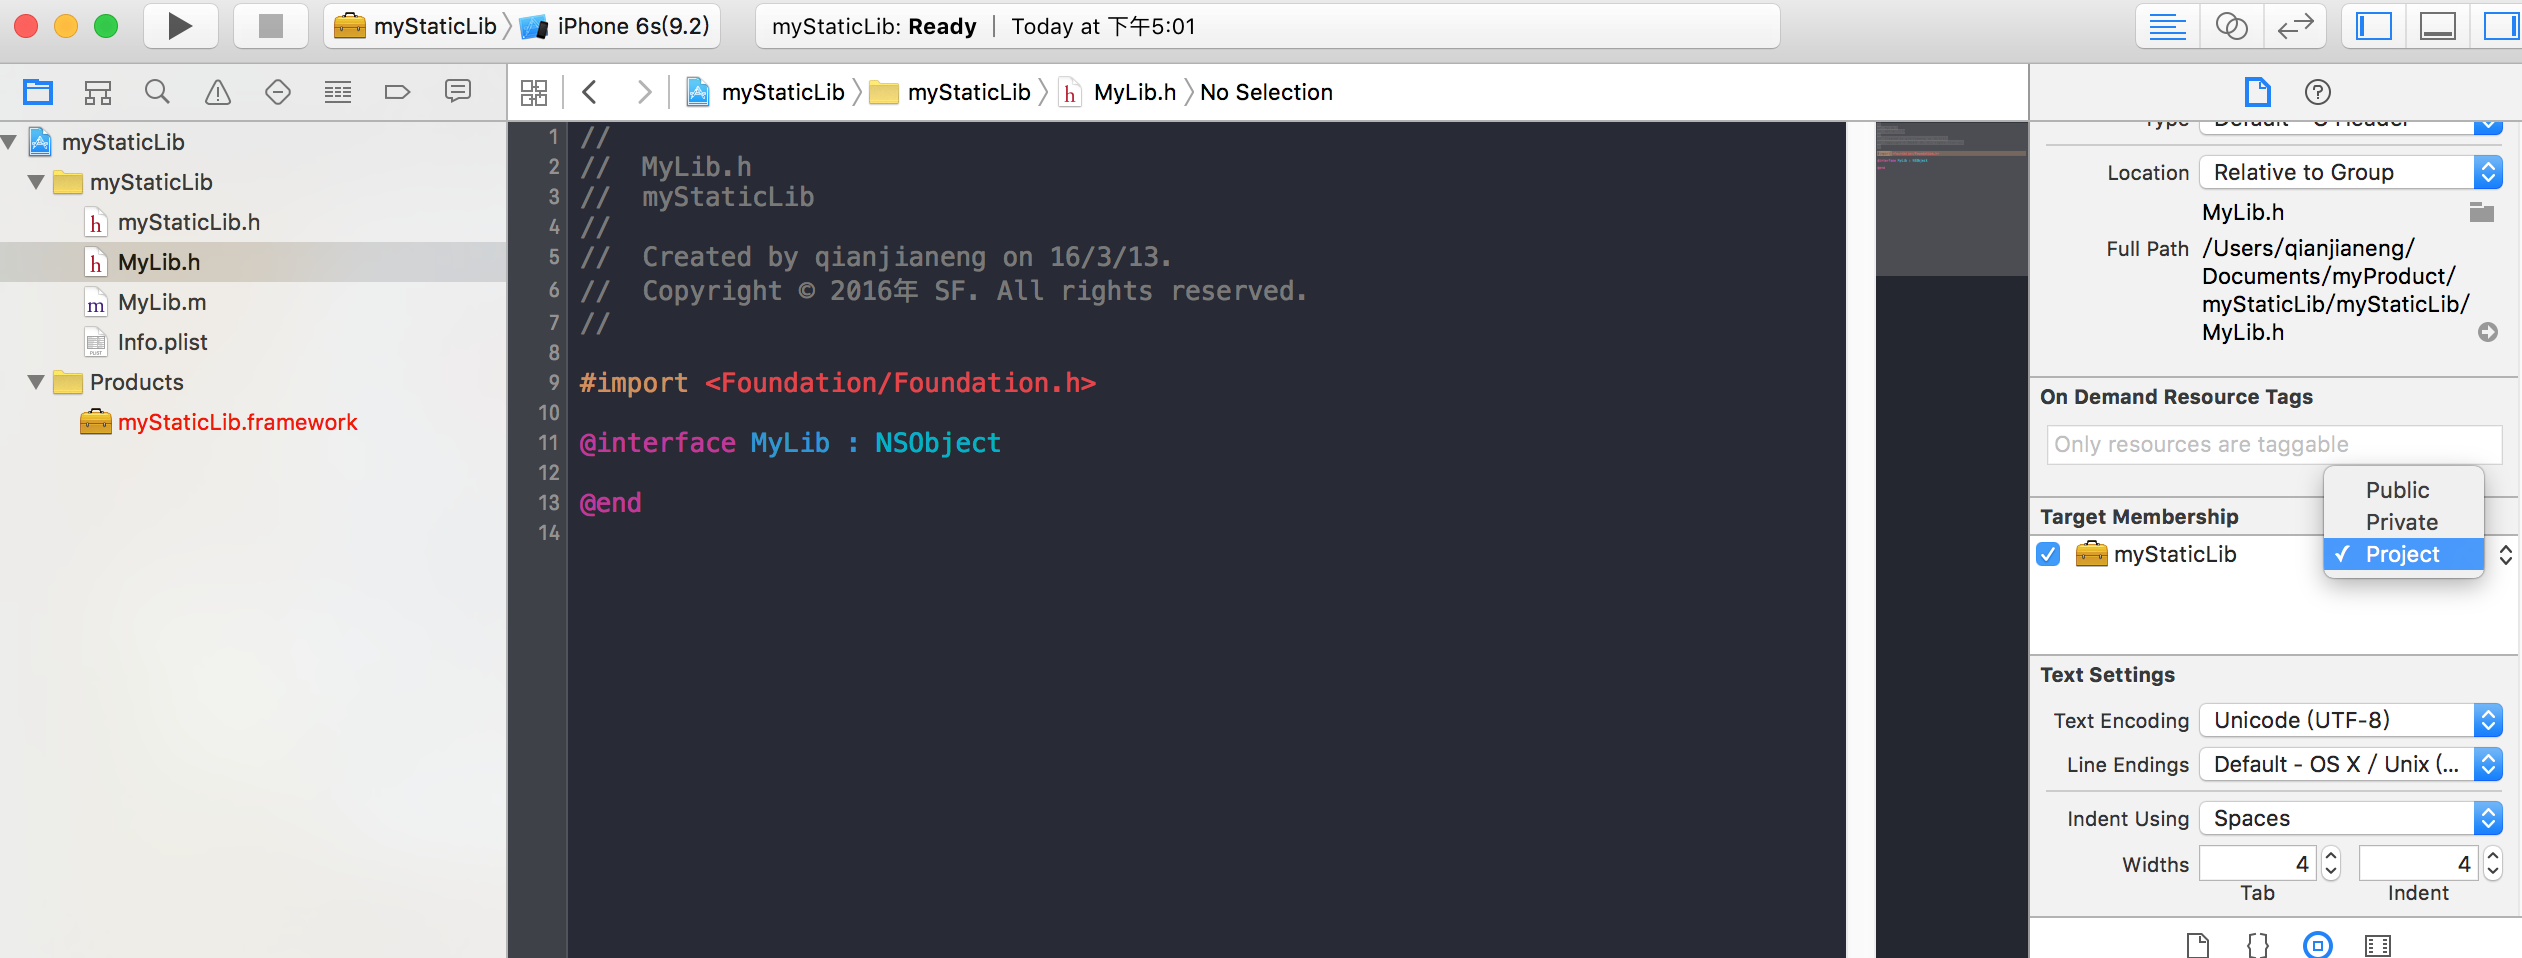 myStaticLib iPhone 6s(9.2) myStaticLib: Ready | Today at 下午5:01
myStaticLib myStaticLib h MyLib.h No Selection
myStaticLib
myStaticLib
h myStaticLib.h
h MyLib.h
m MyLib.m
PLIST Info.plist
Products
myStaticLib.framework
1 //
2 //  MyLib.h
3 //  myStaticLib
4 //
5 //  Created by qianjianeng on 16/3/13.
6 //  Copyright © 2016年 SF. All rights reserved.
7 //
8
9 #import <Foundation/Foundation.h>
10
11 @interface MyLib : NSObject
12
13 @end
14
Type Default - C Header
Location Relative to Group
MyLib.h
Full Path /Users/qianjianeng/
Documents/myProduct/
myStaticLib/myStaticLib/
MyLib.h
On Demand Resource Tags
Only resources are taggable
Public
Target Membership Private
myStaticLib ✓ Project
Text Settings
Text Encoding Unicode (UTF-8)
Line Endings Default - OS X / Unix (...
Indent Using Spaces
Widths 4 4
Tab Indent